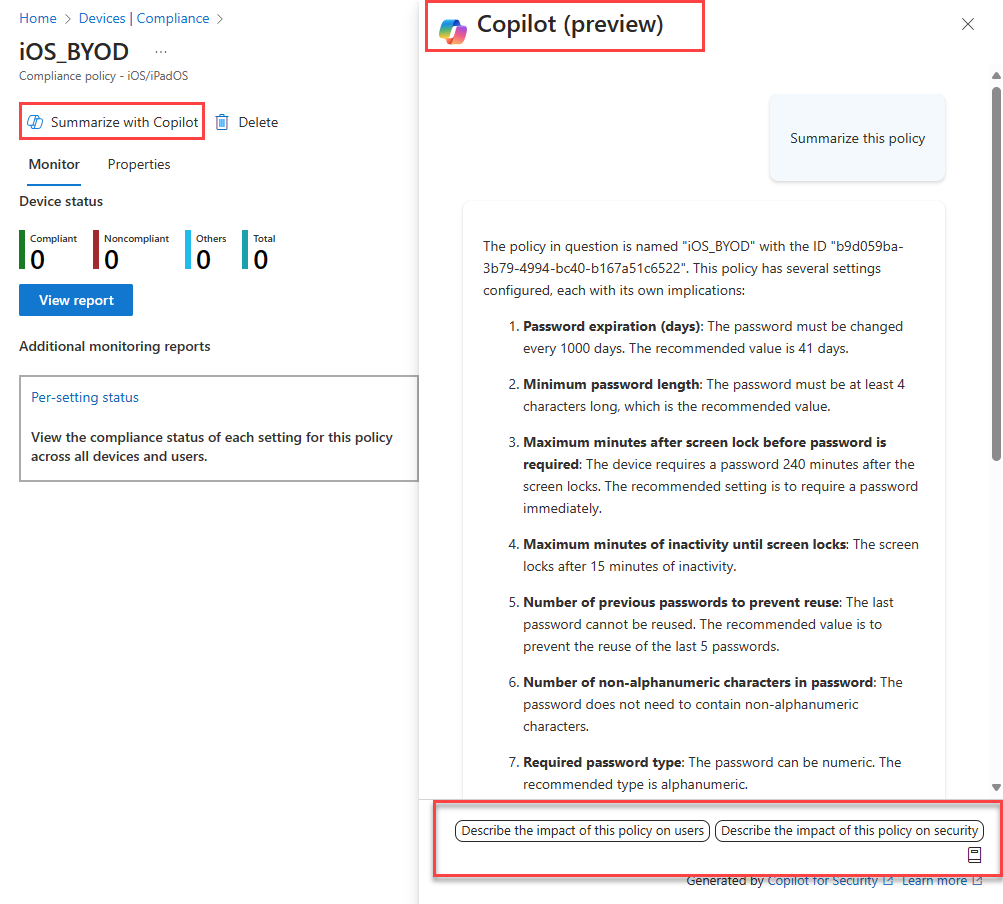 Home > Devices | Compliance >
iOS_BYOD ...
Compliance policy - iOS/iPadOS
Summarize with Copilot Delete
Monitor Properties
Device status
Compliant Noncompliant Others Total
0 0 0 0
View report
Additional monitoring reports
Per-setting status
View the compliance status of each setting for this policy
across all devices and users.
Copilot (preview)
Summarize this policy
The policy in question is named "iOS_BYOD" with the ID "b9d059ba-
3b79-4994-bc40-b167a51c6522". This policy has several settings
configured, each with its own implications:
1. Password expiration (days): The password must be changed
every 1000 days. The recommended value is 41 days.
2. Minimum password length: The password must be at least 4
characters long, which is the recommended value.
3. Maximum minutes after screen lock before password is
required: The device requires a password 240 minutes after the
screen locks. The recommended setting is to require a password
immediately.
4. Maximum minutes of inactivity until screen locks: The screen
locks after 15 minutes of inactivity.
5. Number of previous passwords to prevent reuse: The last
password cannot be reused. The recommended value is to
prevent the reuse of the last 5 passwords.
6. Number of non-alphanumeric characters in password: The
password does not need to contain non-alphanumeric
characters.
7. Required password type: The password can be numeric. The
recommended type is alphanumeric.
Describe the impact of this policy on users Describe the impact of this policy on security
Generated by Copilot for Security Learn more